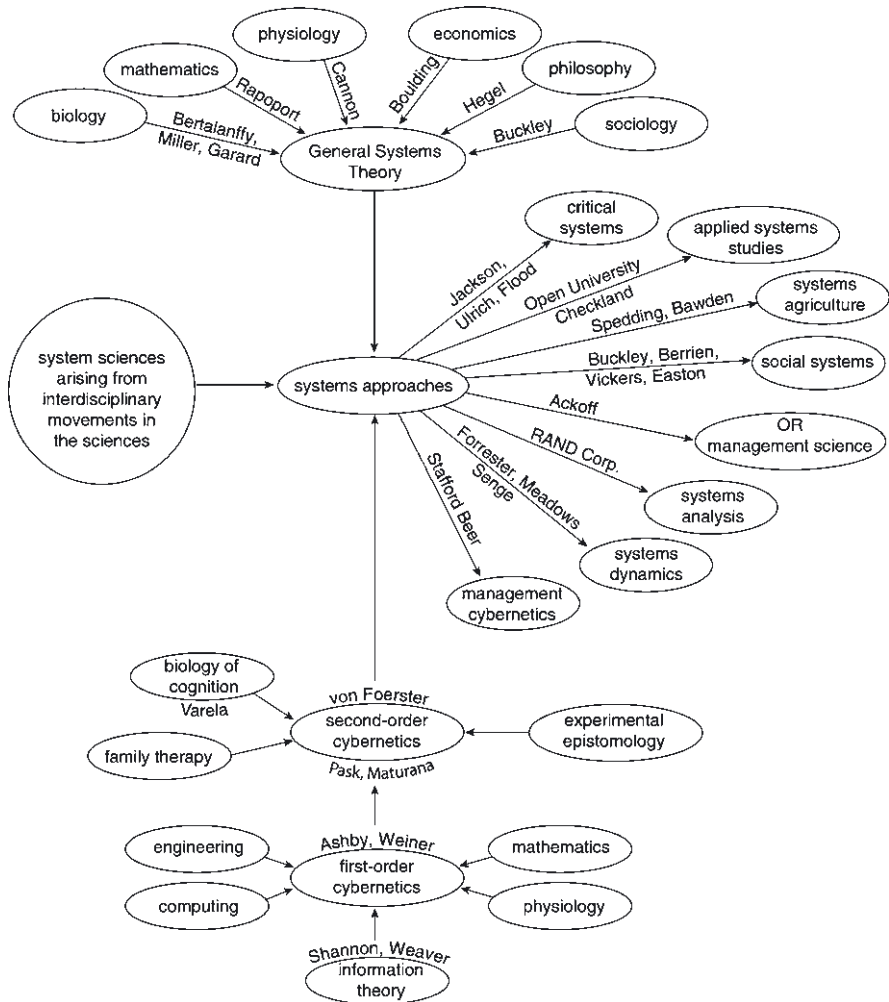 physiology
economics
mathematics
philosophy
biology
sociology
Cannon
Boulding
Rapoport
Hegel
Bertalanffy,
Miller, Garard
Buckley
General Systems
Theory
critical
systems
applied systems
studies
Jackson,
Ulrich, Flood
Open University
Checkland
systems
agriculture
Spedding, Bawden
system sciences
arising from
interdisciplinary
movements in
the sciences
systems approaches
Buckley, Berrien,
Vickers, Easton
social systems
Ackoff
OR
management science
RAND Corp.
systems
analysis
Forrester, Meadows
Senge
systems
dynamics
Stafford Beer
management
cybernetics
biology of
cognition
Varela
von Foerster
second-order
cybernetics
Pask, Maturana
experimental
epistomology
family therapy
engineering
Ashby, Weiner
first-order
cybernetics
mathematics
computing
physiology
Shannon, Weaver
information
theory